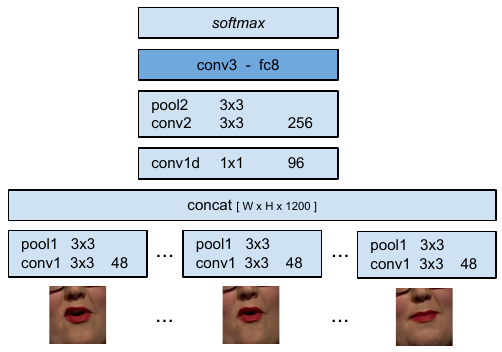 softmax
conv3 - fc8
pool2 3x3
conv2 3x3 256
conv1d 1x1 96
concat [ W x H x 1200 ]
pool1 3x3
conv1 3x3 48
...
pool1 3x3
conv1 3x3 48
...
pool1 3x3
conv1 3x3 48
... ...